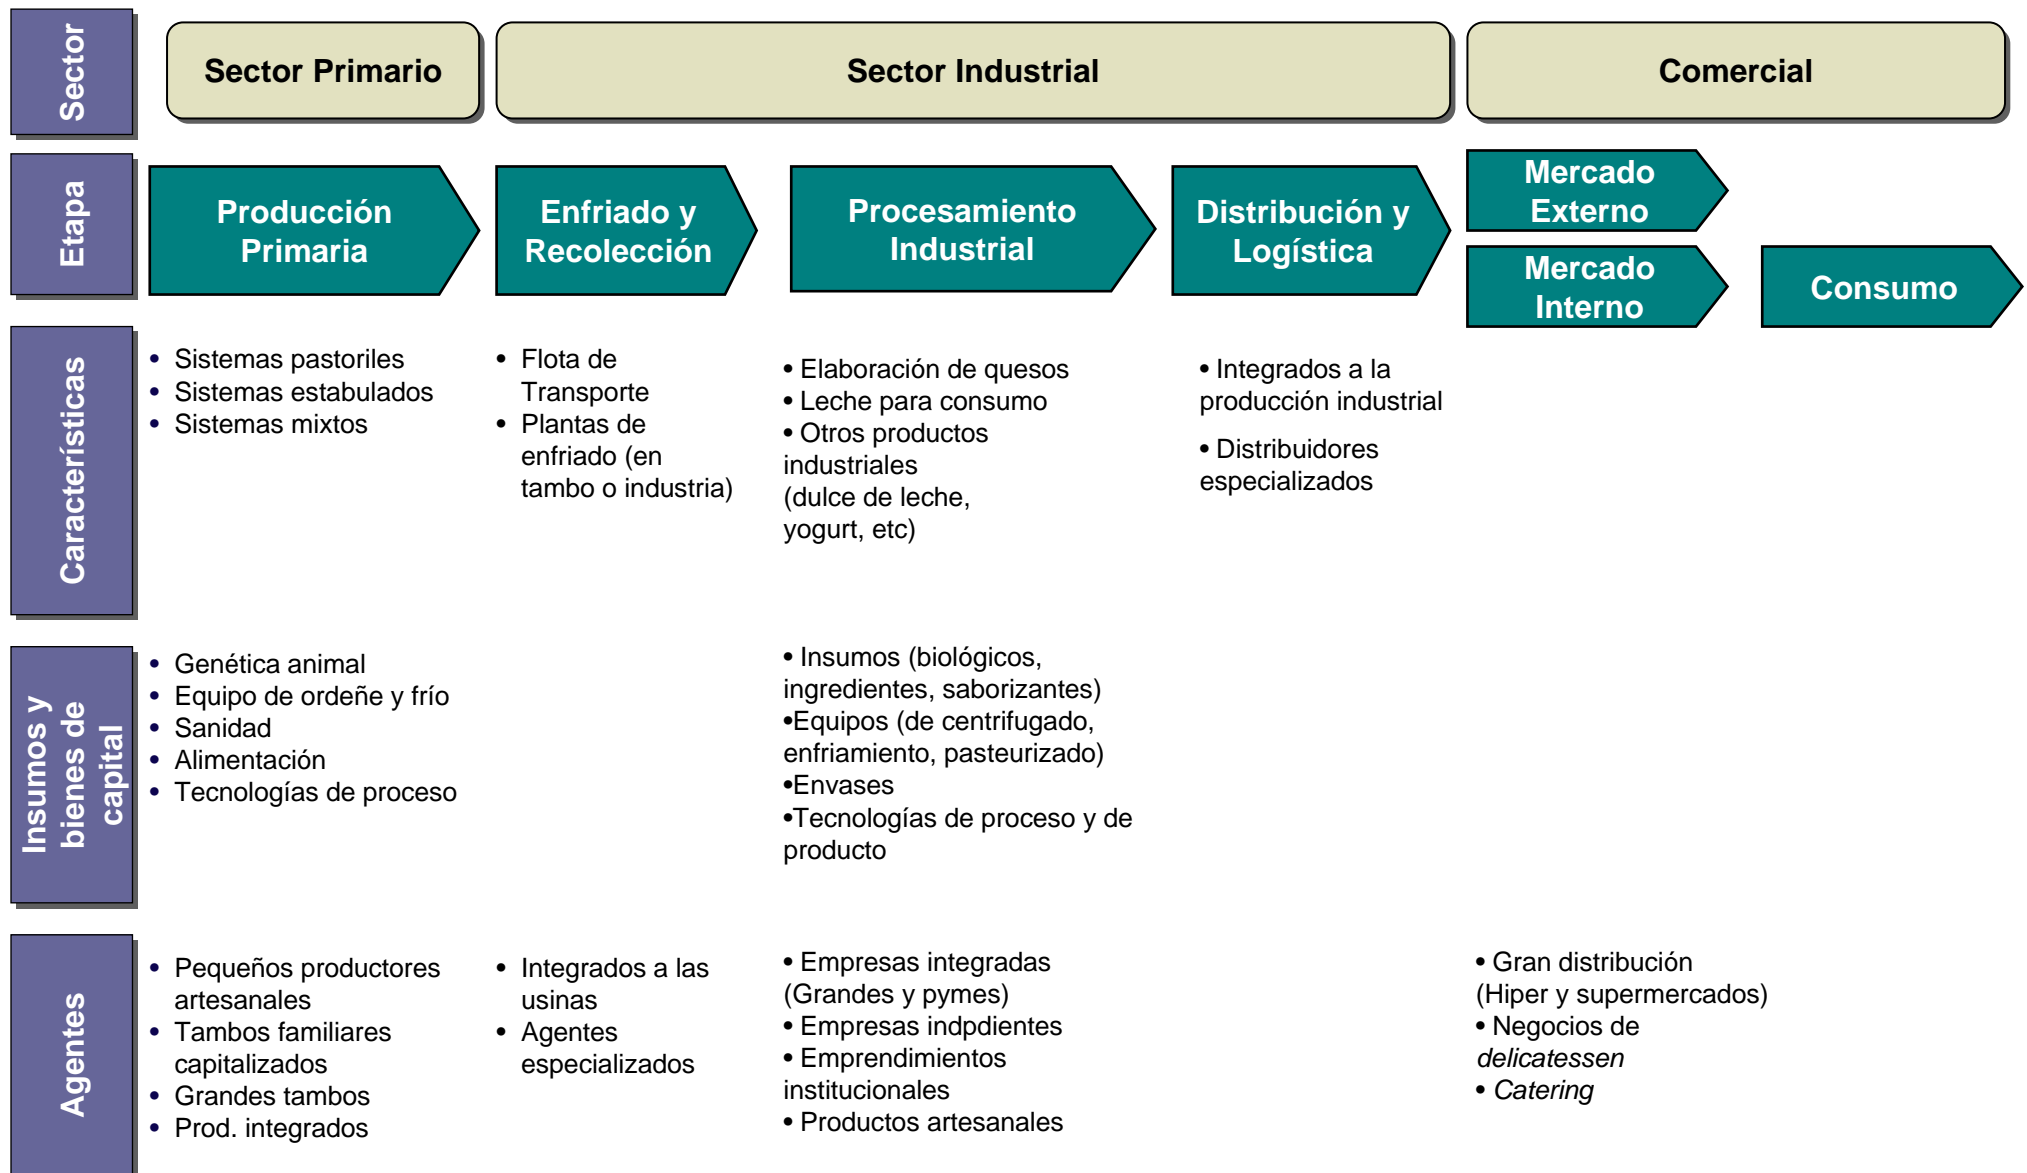 Sector
Sector Primario
Sector Industrial
Comercial
Etapa
Producción
Primaria
Enfriado y
Recolección
Procesamiento
Industrial
Distribución y
Logística
Mercado
Externo
Mercado
Interno
Consumo
Características
• Sistemas pastoriles
• Sistemas estabulados
• Sistemas mixtos
• Flota de
Transporte
• Plantas de
enfriado (en
tambo o industria)
• Elaboración de quesos
• Leche para consumo
• Otros productos
industriales
(dulce de leche,
yogurt, etc)
• Integrados a la
producción industrial
• Distribuidores
especializados
Insumos y
bienes de
capital
• Genética animal
• Equipo de ordeñe y frío
• Sanidad
• Alimentación
• Tecnologías de proceso
• Insumos (biológicos,
ingredientes, saborizantes)
•Equipos (de centrifugado,
enfriamiento, pasteurizado)
•Envases
•Tecnologías de proceso y de
producto
Agentes
• Pequeños productores
artesanales
• Tambos familiares
capitalizados
• Grandes tambos
• Prod. integrados
• Integrados a las
usinas
• Agentes
especializados
• Empresas integradas
(Grandes y pymes)
• Empresas indpdientes
• Emprendimientos
institucionales
• Productos artesanales
• Gran distribución
(Hiper y supermercados)
• Negocios de
delicatessen
• Catering